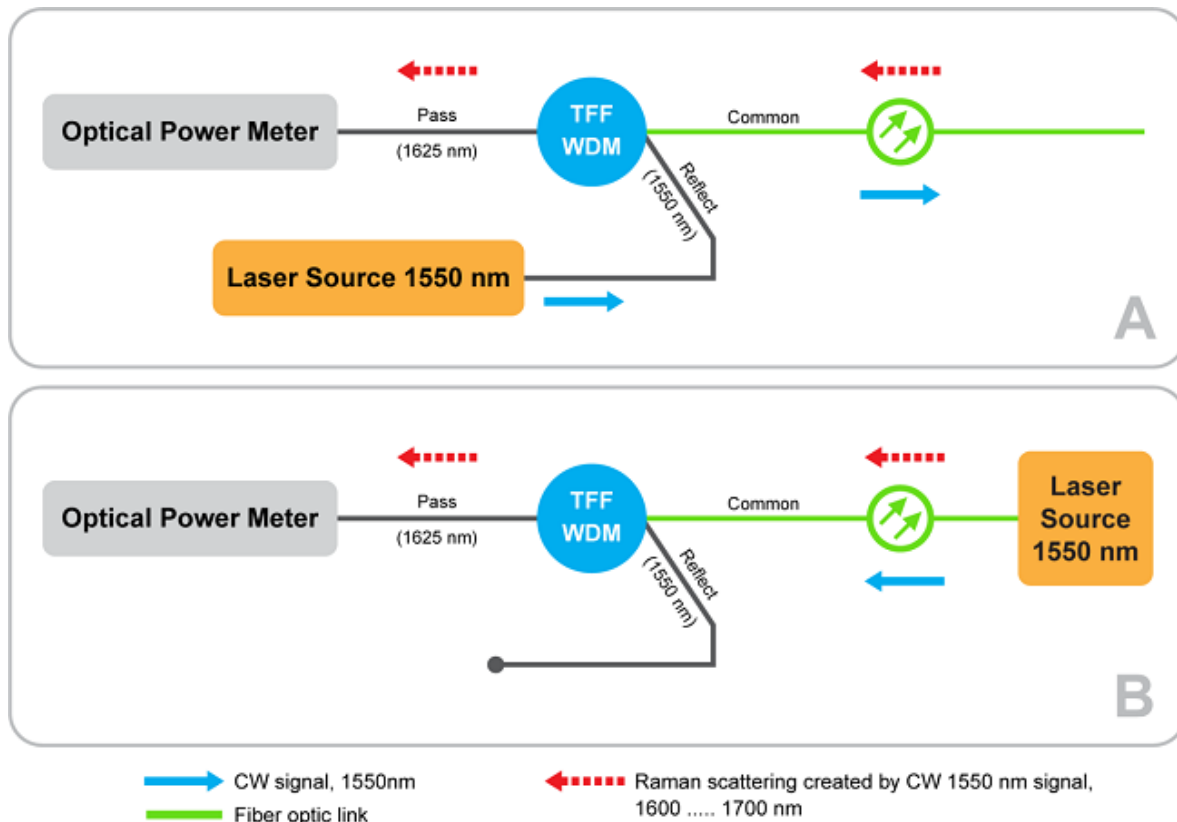 Optical Power Meter
Pass
(1625 nm)
TFF
WDM
Common
Reflect
(1550 nm)
Laser Source 1550 nm
A
Optical Power Meter
Pass
(1625 nm)
TFF
WDM
Common
Reflect
(1550 nm)
Laser
Source
1550 nm
B
CW signal, 1550nm
Fiber optic link
Raman scattering created by CW 1550 nm signal,
1600 ..... 1700 nm